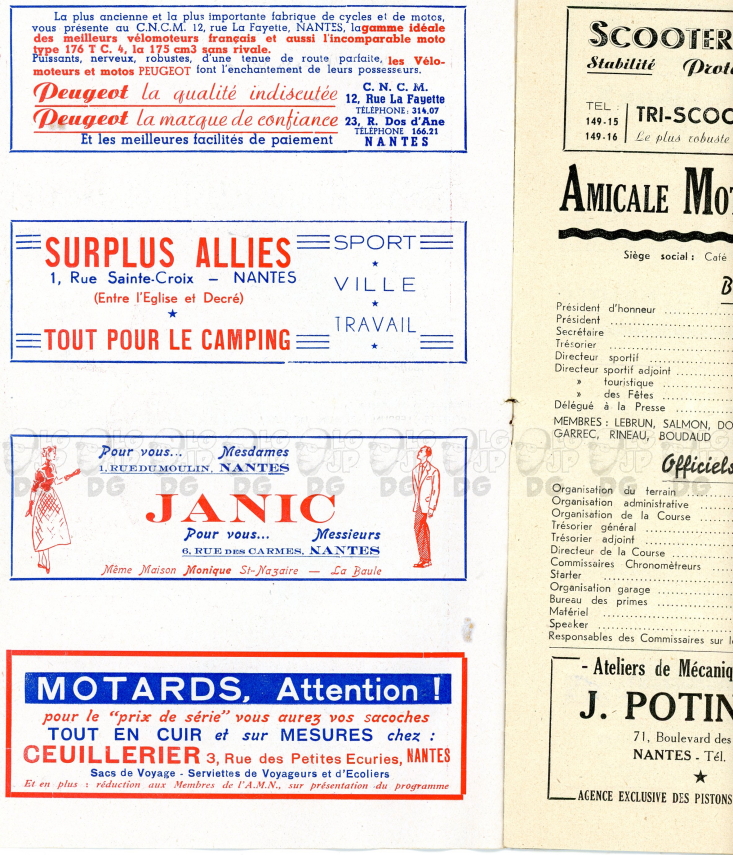 La plus ancienne et la plus importante fabrique de cycles et de motos,
vous présente au C.N.C.M. 12, rue La Fayette, NANTES, la gamme idéale
des meilleurs vélomoteurs français et aussi l'incomparable moto
type 176 T C. 4, la 175 cm3 sans rivale.
Puissants, nerveux, robustes, d'une tenue de route parfaite, les Vélo-
moteurs et motos PEUGEOT font l'enchantement de leurs possesseurs.
Peugeot la qualité indiscutée
Peugeot la marque de confiance
Et les meilleures facilités de paiement
C. N. C. M.
12, Rue La Fayette
TÉLÉPHONE: 314.07
23, R. Dos d'Ane
TÉLÉPHONE 166.21
NANTES
SURPLUS ALLIES
1, Rue Sainte-Croix – NANTES
(Entre l'Eglise et Decré)
★
TOUT POUR LE CAMPING
SPORT
★
VILLE
★
TRAVAIL
★
Pour vous... Mesdames
1, RUE DU MOULIN, NANTES
JANIC
Pour vous... Messieurs
6, RUE DES CARMES, NANTES
Même Maison Monique St-Nazaire — La Baule
MOTARDS, Attention !
pour le "prix de série" vous aurez vos sacoches
TOUT EN CUIR et sur MESURES chez :
CEUILLERIER 3, Rue des Petites Ecuries, NANTES
Sacs de Voyage - Serviettes de Voyageurs et d'Ecoliers
Et en plus : réduction aux Membres de l'A.M.N., sur présentation du programme
SCOOTER
Stabilité Prote
TEL :
149-15
149-16
TRI-SCOO
Le plus robuste
AMICALE MOT
Siège social : Café
B
Président d'honneur
Président
Secrétaire
Trésorier
Directeur sportif
Directeur sportif adjoint
» touristique
» des Fêtes
Délégué à la Presse
MEMBRES : LEBRUN, SALMON, DO
GARREC, RINEAU, BOUDAUD
Officiels
Organisation du terrain
Organisation administrative
Organisation de la Course
Trésorier général
Trésorier adjoint
Directeur de la Course
Commissaires Chronométreurs
Starter
Organisation garage
Bureau des primes
Matériel
Speaker
Responsables des Commissaires sur l
- Ateliers de Mécaniq
J. POTIN
71, Boulevard des
NANTES - Tél.
★
AGENCE EXCLUSIVE DES PISTONS
LG JP DG